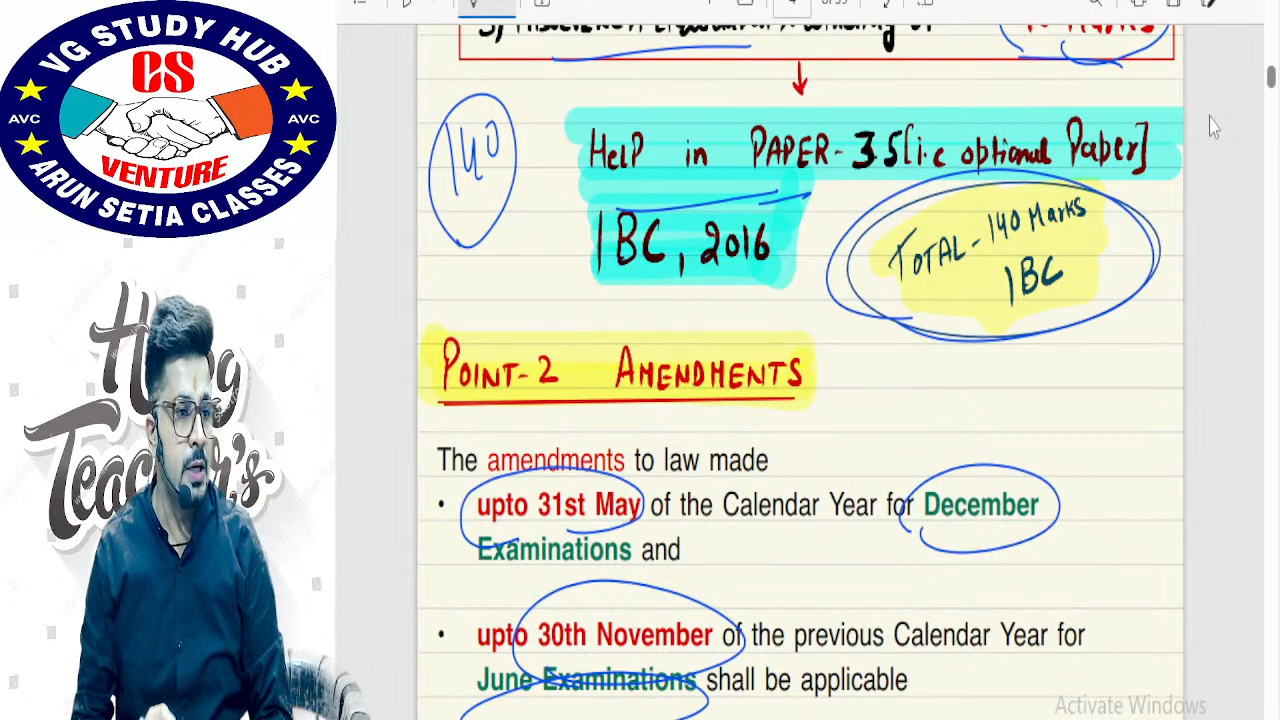 VG STUDY HUB
AVC
CS
AVC
VENTURE
ARUN SETIA CLASSES
Teacher's
10 Marks
140
HELP in PAPER-3.5[i.e optional Paper]
IBC, 2016
TOTAL - 140 Marks
IBC
POINT-2 AMENDMENTS
The amendments to law made
• upto 31st May of the Calendar Year for December
Examinations and
• upto 30th November of the previous Calendar Year for
June Examinations shall be applicable
Activate Windows